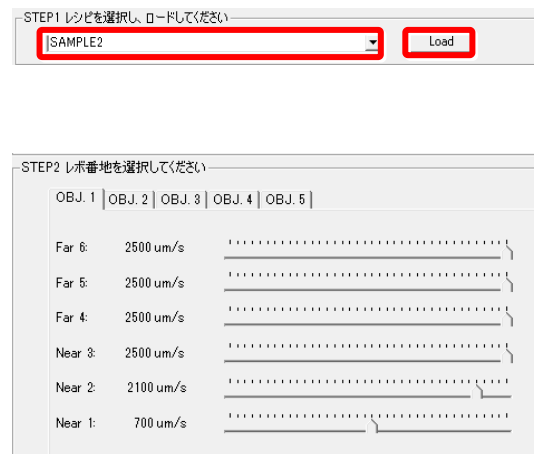 STEP1 レシピを選択し、ロードしてください
SAMPLE2 Load
STEP2 レボ番地を選択してください
OBJ. 1 OBJ. 2 OBJ. 3 OBJ. 4 OBJ. 5
Far 6: 2500 um/s
Far 5: 2500 um/s
Far 4: 2500 um/s
Near 3: 2500 um/s
Near 2: 2100 um/s
Near 1: 700 um/s